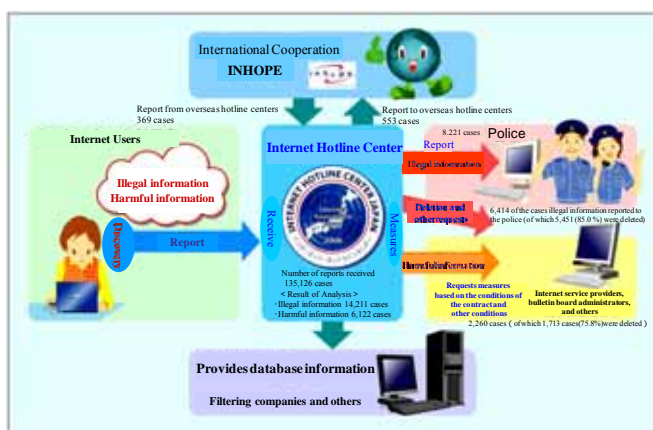 International Cooperation
INHOPE
Report from overseas hotline centers
369 cases
Report to overseas hotline centers
553 cases
Internet Users
Illegal information
Harmful information
Discovery
Report
Internet Hotline Center
Receive
INTERNET HOTLINE CENTER JAPAN
Measures
Number of reports received
135,126 cases
< Result of Analysis >
· Illegal information 14,211 cases
· Harmful information 6,122 cases
8.221 cases
Police
Report
Illegal information
Deletion and
other requests
6,414 of the cases illegal information reported to
the police (of which 5,451 (85.0 %) were deleted)
Harmful information
Requests measures
based on the conditions of
the contract and
other conditions
Internet service providers,
bulletin board administrators,
and others
2,260 cases ( of which 1,713 cases(75.8%)were deleted )
Provides database information
Filtering companies and others